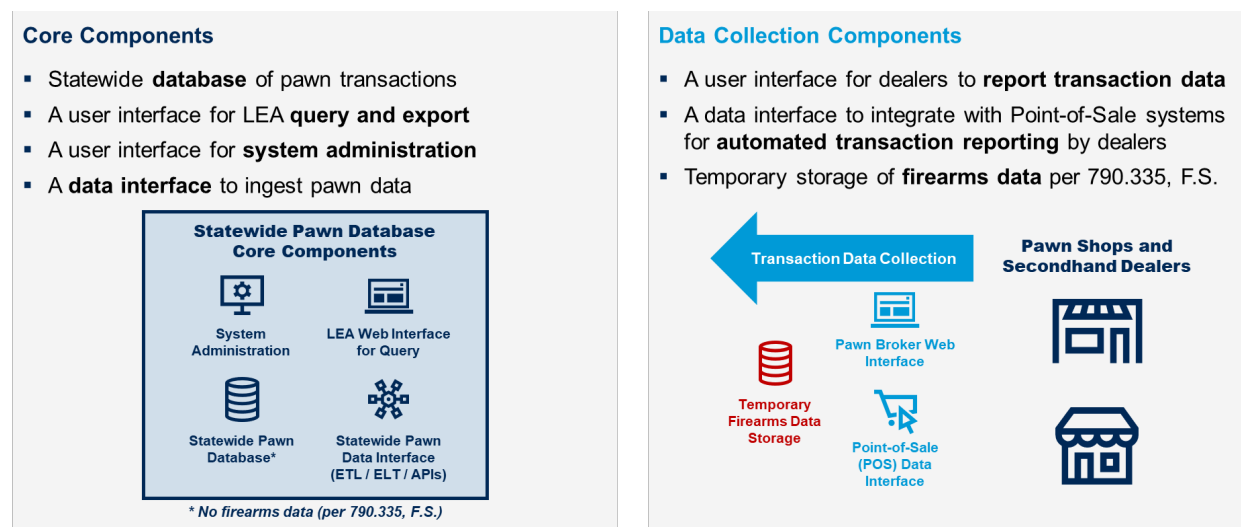 Core Components
▪ Statewide database of pawn transactions
▪ A user interface for LEA query and export
▪ A user interface for system administration
▪ A data interface to ingest pawn data
Statewide Pawn Database
Core Components
System
Administration
LEA Web Interface
for Query
Statewide Pawn
Database*
Statewide Pawn
Data Interface
(ETL / ELT / APIs)
* No firearms data (per 790.335, F.S.)
Data Collection Components
▪ A user interface for dealers to report transaction data
▪ A data interface to integrate with Point-of-Sale systems
for automated transaction reporting by dealers
▪ Temporary storage of firearms data per 790.335, F.S.
Transaction Data Collection
Pawn Shops and
Secondhand Dealers
Pawn Broker Web
Interface
Temporary
Firearms Data
Storage
Point-of-Sale
(POS) Data
Interface